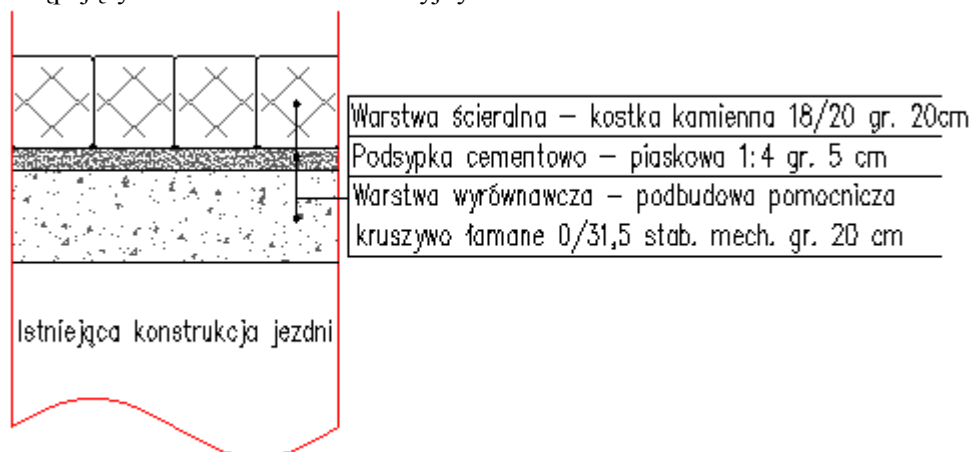 Warstwa ścieralna – kostka kamienna 18/20 gr. 20cm
Podsypka cementowo – piaskowa 1:4 gr. 5 cm
Warstwa wyrównawcza – podbudowa pomocnicza
kruszywo łamane 0/31,5 stab. mech. gr. 20 cm
Istniejąca konstrukcja jezdni